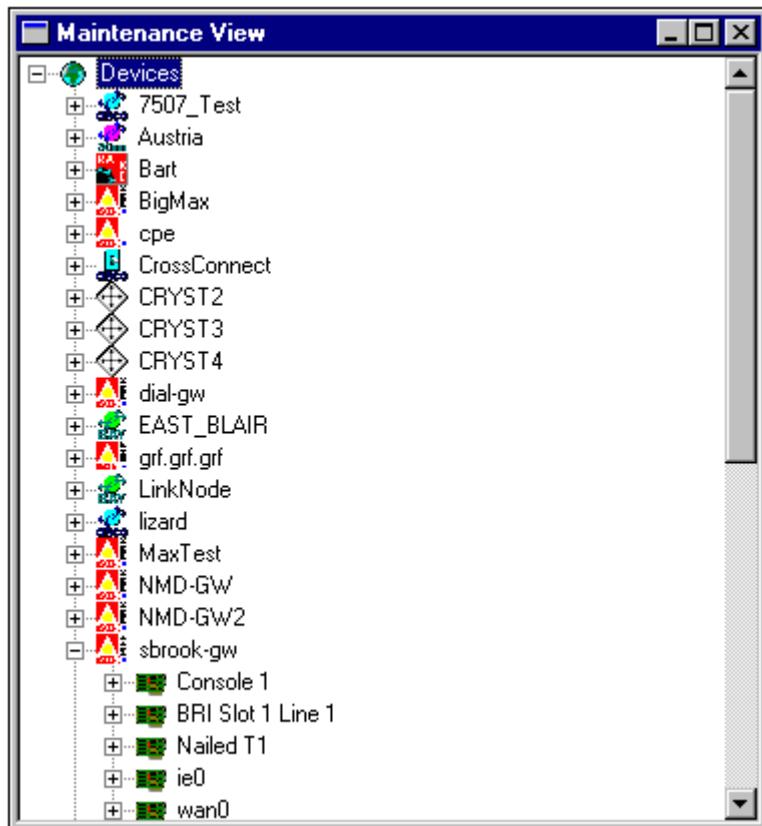 Maintenance View
Devices
7507_Test
Austria
Bart
BigMax
cpe
CrossConnect
CRYST2
CRYST3
CRYST4
dial-gw
EAST_BLAIR
grf.grf.grf
LinkNode
lizard
MaxTest
NMD-GW
NMD-GW2
sbrook-gw
Console 1
BRI Slot 1 Line 1
Nailed T1
ie0
wan0